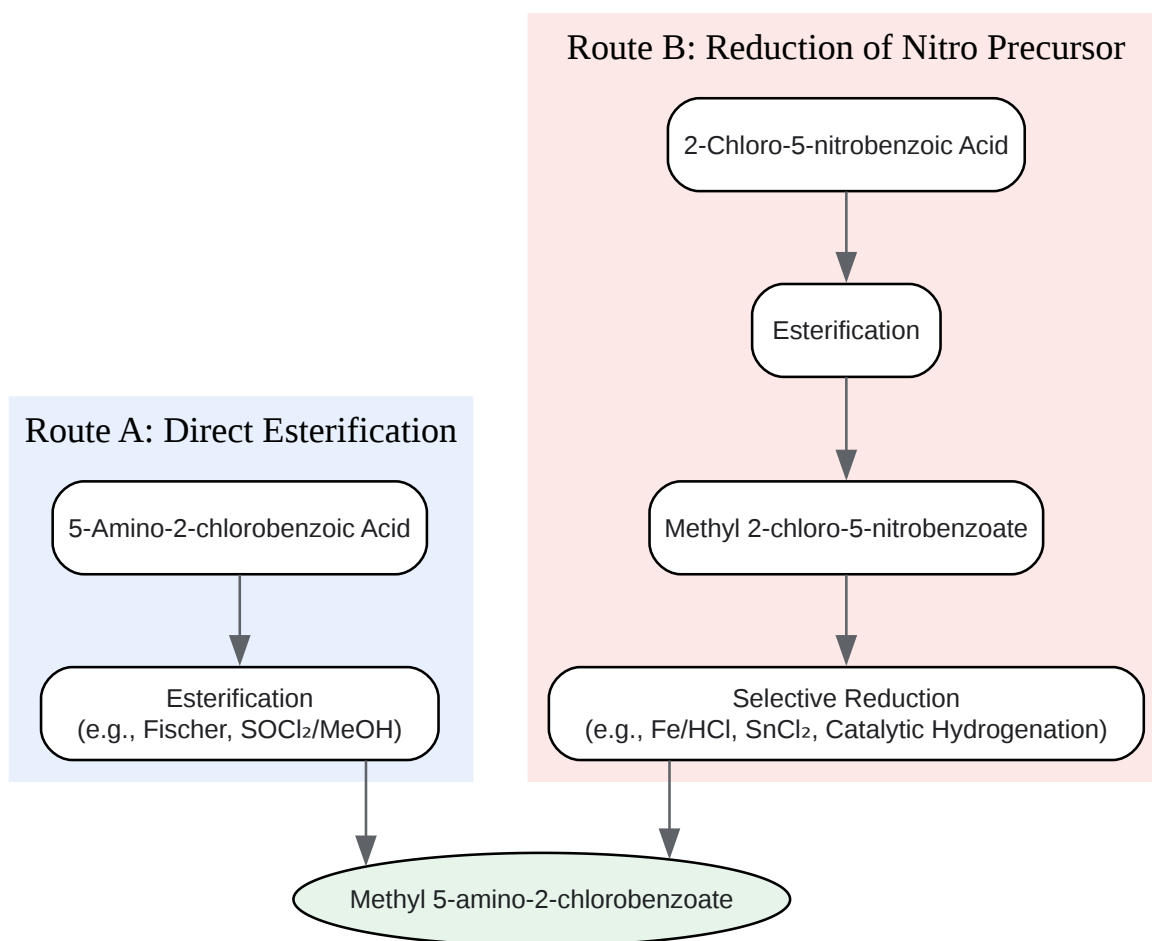 Route B: Reduction of Nitro Precursor
2-Chloro-5-nitrobenzoic Acid
Esterification
Route A: Direct Esterification
5-Amino-2-chlorobenzoic Acid
Methyl 2-chloro-5-nitrobenzoate
Esterification
(e.g., Fischer, SOCl₂/MeOH)
Selective Reduction
(e.g., Fe/HCl, SnCl₂, Catalytic Hydrogenation)
Methyl 5-amino-2-chlorobenzoate